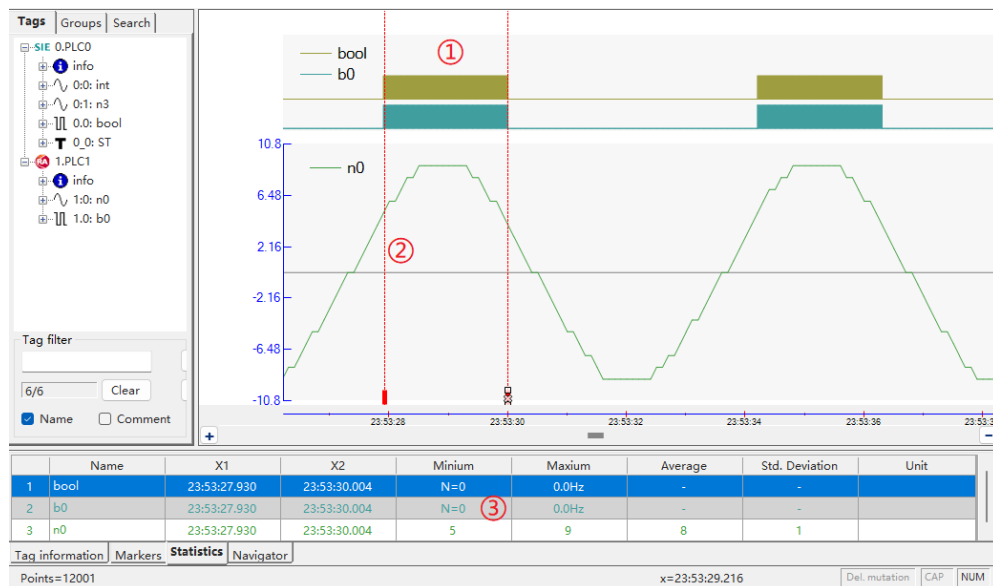 Tags Groups Search
SIE 0.PLC0
info
0:0: int
0:1: n3
0.0: bool
T 0_0: ST
RA 1.PLC1
info
1:0: n0
1.0: b0
Tag filter
6/6 Clear
Name Comment
bool
b0
①
10.8
n0
6.48
2.16
②
-2.16
-6.48
-10.8
23:53:28 23:53:30 23:53:32 23:53:34 23:53:36
Name X1 X2 Minium Maxium Average Std. Deviation Unit
1 bool 23:53:27.930 23:53:30.004 N=0 0.0Hz - -
2 b0 23:53:27.930 23:53:30.004 N=0 ③ 0.0Hz - -
3 n0 23:53:27.930 23:53:30.004 5 9 8 1
Tag information Markers Statistics Navigator
Points=12001 x=23:53:29.216 Del. mutation CAP NUM